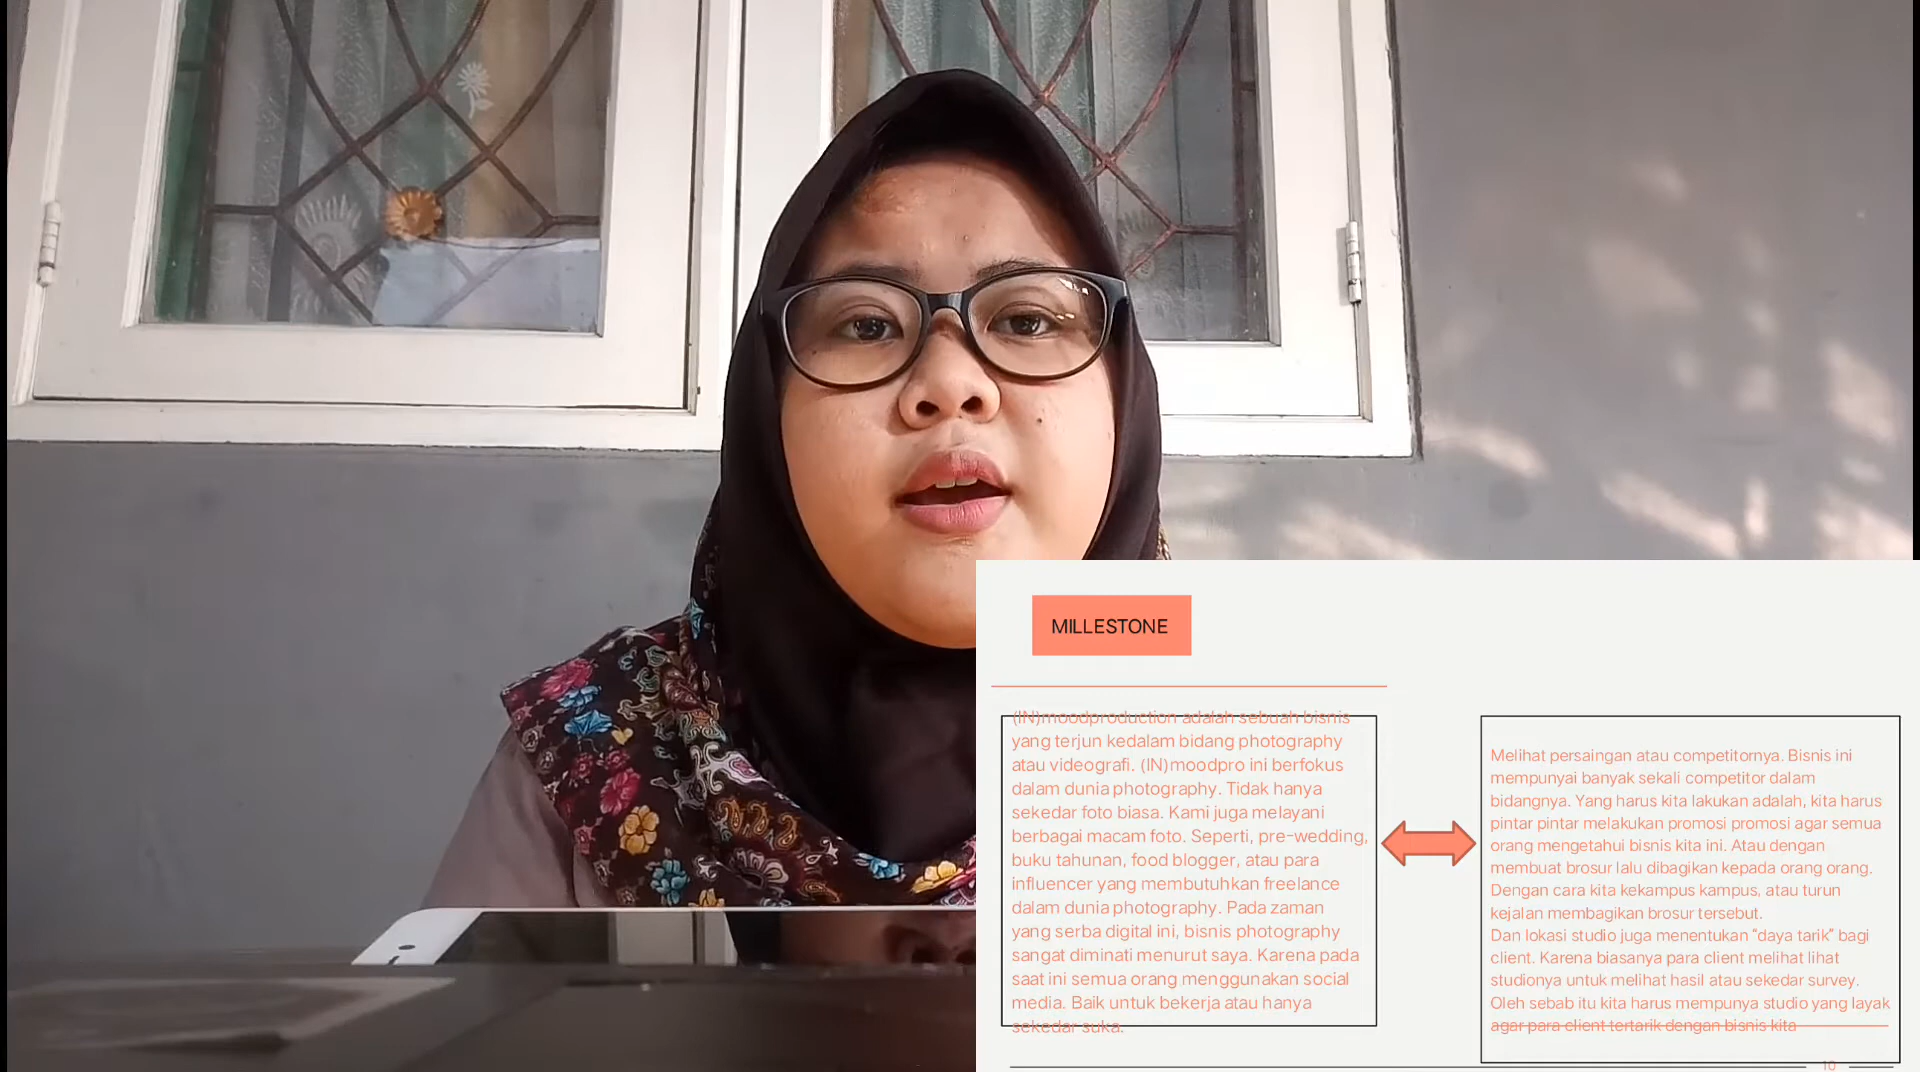 MILLESTONE
(IN)moodproduction adalah sebuah bisnis
yang terjun kedalam bidang photography
atau videografi. (IN)moodpro ini berfokus
dalam dunia photography. Tidak hanya
sekedar foto biasa. Kami juga melayani
berbagai macam foto. Seperti, pre-wedding,
buku tahunan, food blogger, atau para
influencer yang membutuhkan freelance
dalam dunia photography. Pada zaman
yang serba digital ini, bisnis photography
sangat diminati menurut saya. Karena pada
saat ini semua orang menggunakan social
media. Baik untuk bekerja atau hanya
sekedar suka.
Melihat persaingan atau competitornya. Bisnis ini
mempunyai banyak sekali competitor dalam
bidangnya. Yang harus kita lakukan adalah, kita harus
pintar pintar melakukan promosi promosi agar semua
orang mengetahui bisnis kita ini. Atau dengan
membuat brosur lalu dibagikan kepada orang orang.
Dengan cara kita kekampus kampus, atau turun
kejalan membagikan brosur tersebut.
Dan lokasi studio juga menentukan “daya tarik” bagi
client. Karena biasanya para client melihat lihat
studionya untuk melihat hasil atau sekedar survey.
Oleh sebab itu kita harus mempunya studio yang layak
agar para client tertarik dengan bisnis kita
10